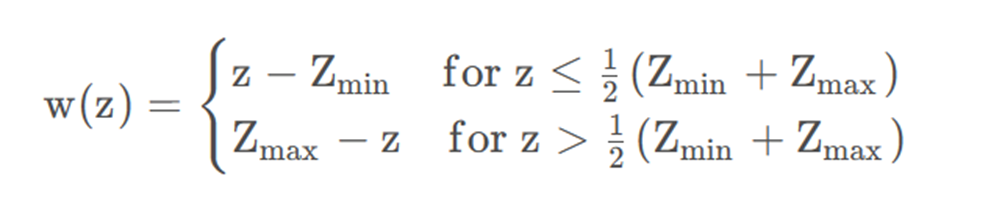 w(z) = { z − Z_min for z ≤ 1/2 (Z_min + Z_max)
Z_max − z for z > 1/2 (Z_min + Z_max)